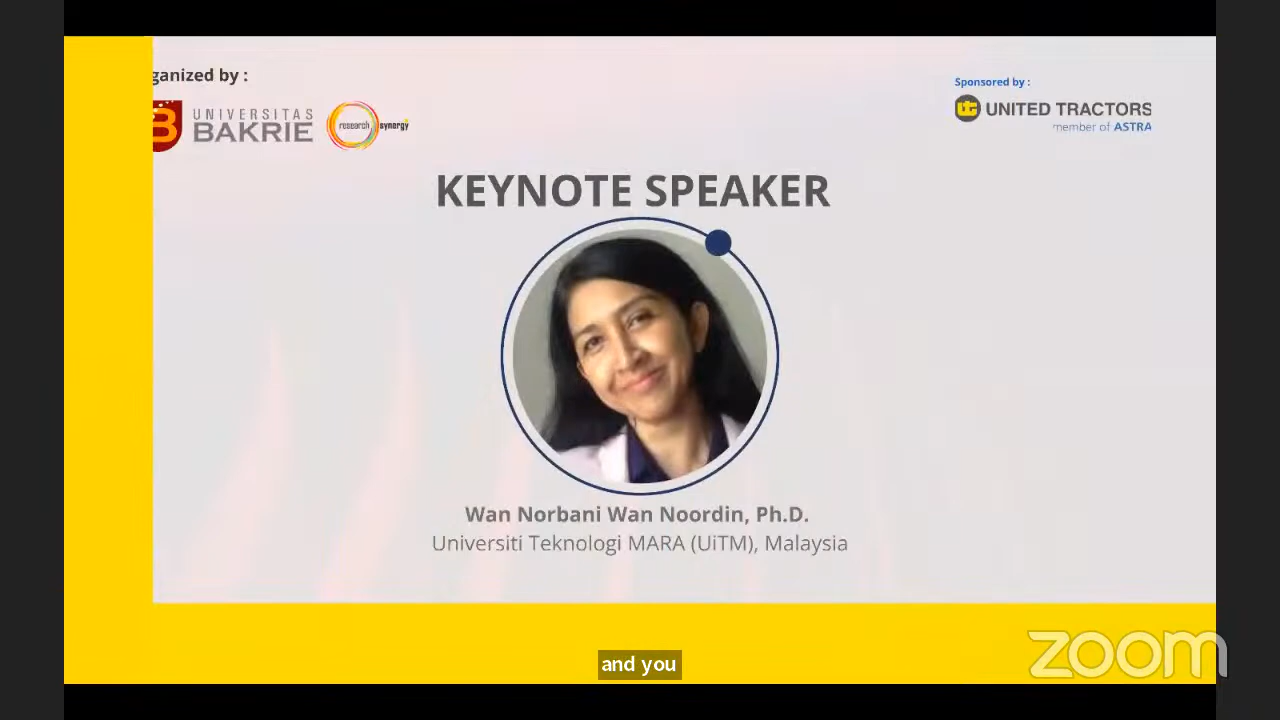 ganized by :
Sponsored by :
UNIVERSITAS
BAKRIE
research synergy
UNITED TRACTORS
member of ASTRA
KEYNOTE SPEAKER
Wan Norbani Wan Noordin, Ph.D.
Universiti Teknologi MARA (UiTM), Malaysia
and you
zoom